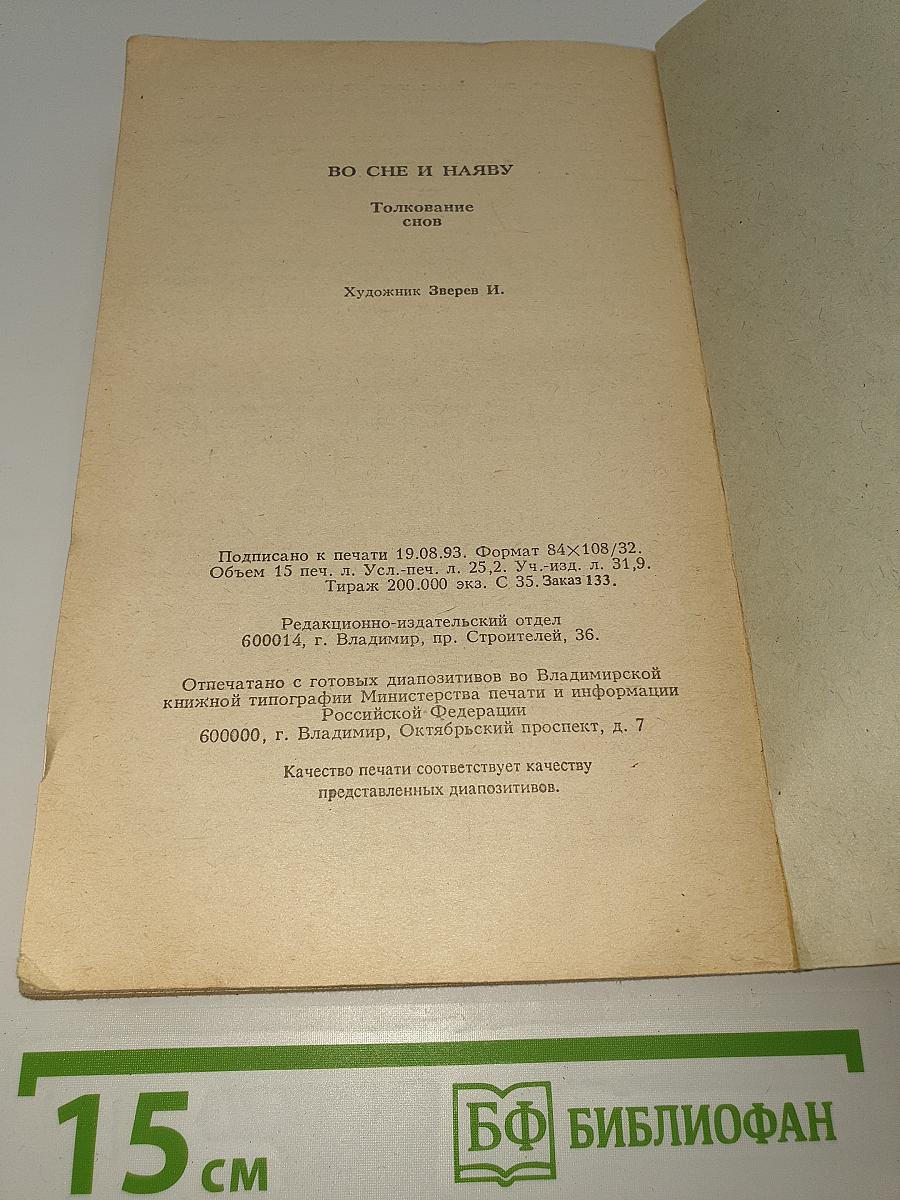 ВО СНЕ И НАЯВУ
Толкование
снов
Художник Зверев И.
Подписано к печати 19.08.93. Формат 84×108/32.
Объем 15 печ. л. Усл.-печ. л. 25,2. Уч.-изд. л. 31,9.
Тираж 200.000 экз. С 35. Заказ 133.
Редакционно-издательский отдел
600014, г. Владимир, пр. Строителей, 36.
Отпечатано с готовых диапозитивов во Владимирской
книжной типографии Министерства печати и информации
Российской Федерации
600000, г. Владимир, Октябрьский проспект, д. 7
Качество печати соответствует качеству
представленных диапозитивов.
15 см
БФ БИБЛИОФАН